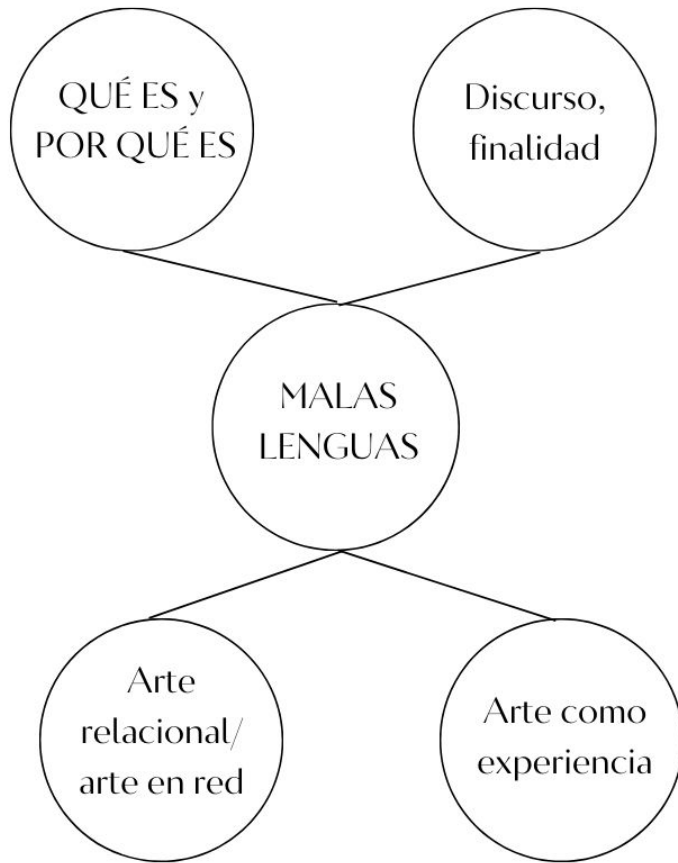 QUÉ ES y
POR QUÉ ES
Discurso,
finalidad
MALAS
LENGUAS
Arte
relacional/
arte en red
Arte como
experiencia